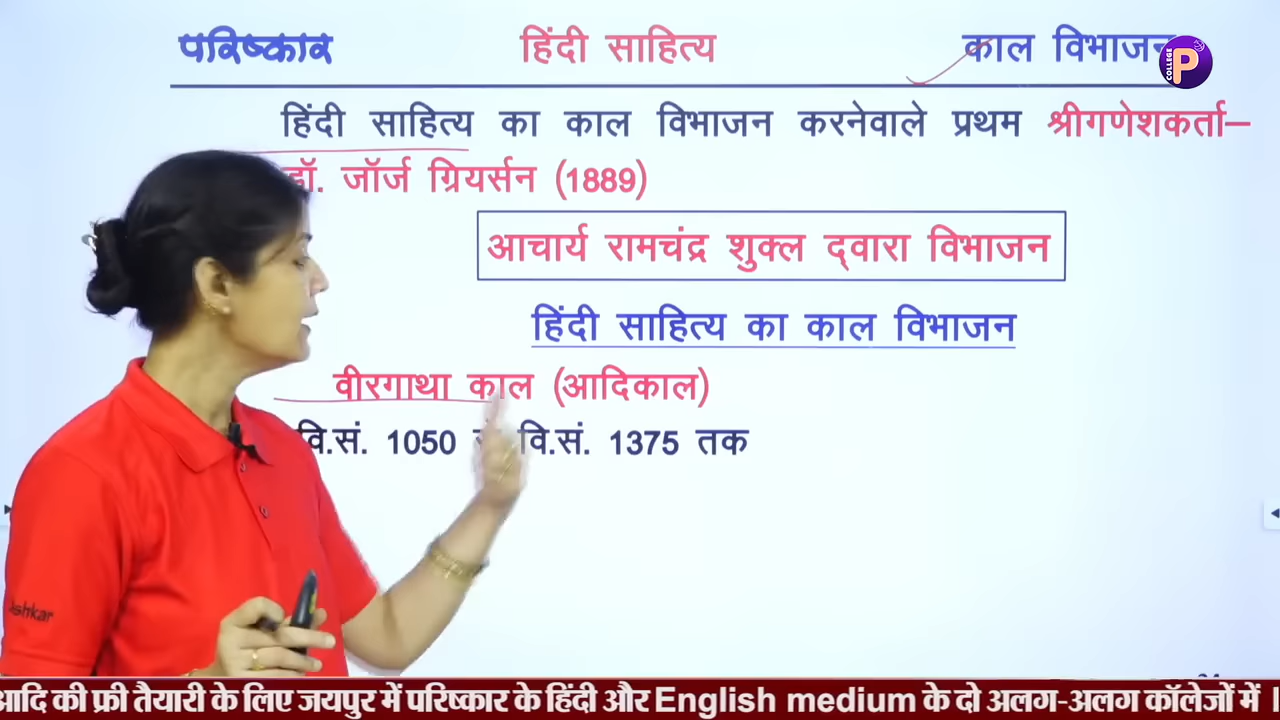 परिष्कार हिंदी साहित्य काल विभाजन
COLLEGE P
हिंदी साहित्य का काल विभाजन करनेवाले प्रथम श्रीगणेशकर्ता–
डॉ. जॉर्ज ग्रियर्सन (1889)
आचार्य रामचंद्र शुक्ल द्वारा विभाजन
हिंदी साहित्य का काल विभाजन
वीरगाथा काल (आदिकाल)
वि.सं. 1050 वि.सं. 1375 तक
आदि की फ्री तैयारी के लिए जयपुर में परिष्कार के हिंदी और English medium के दो अलग-अलग कॉलेजों में